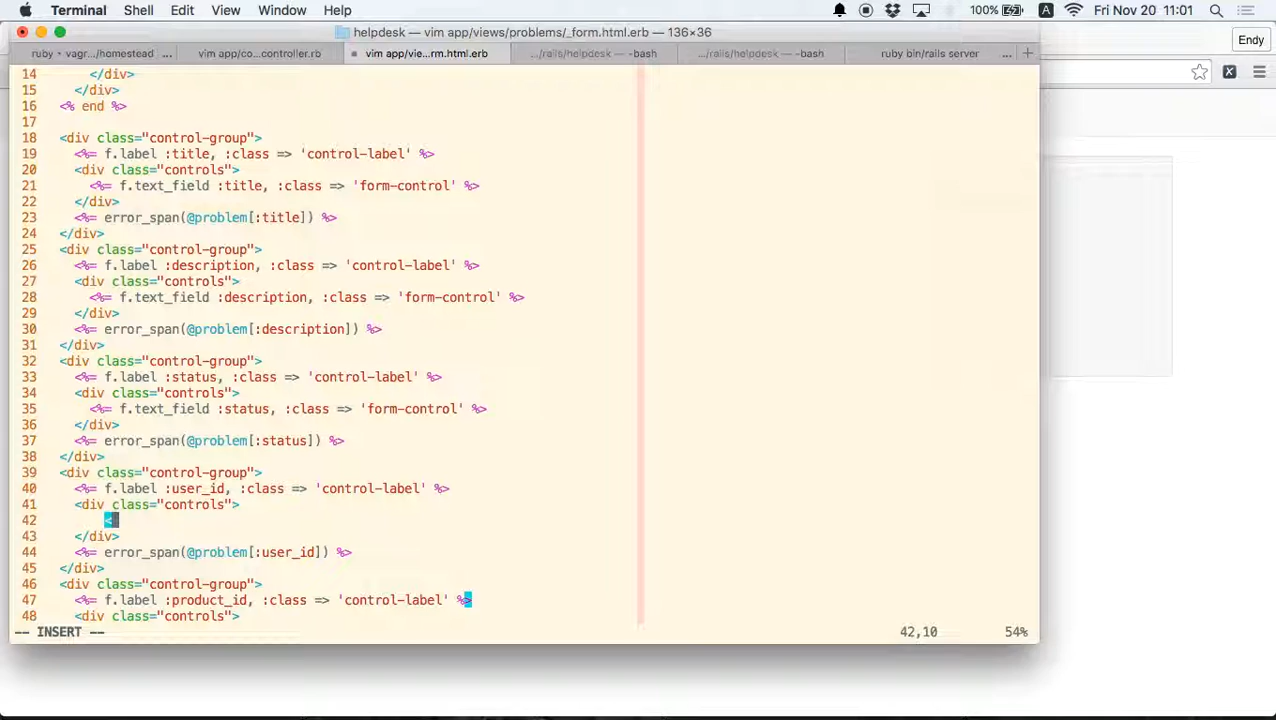 Terminal Shell Edit View Window Help 100% A Fri Nov 20 11:01
helpdesk — vim app/views/problems/_form.html.erb — 136×36
Endy
ruby ‹ vagr…/homestead … vim app/co…controller.rb vim app/vie…rm.html.erb …/rails/helpdesk — -bash …/rails/helpdesk — -bash ruby bin/rails server … +
14 </div>
15 </div>
16 <% end %>
17
18 <div class="control-group">
19 <%= f.label :title, :class => 'control-label' %>
20 <div class="controls">
21 <%= f.text_field :title, :class => 'form-control' %>
22 </div>
23 <%= error_span(@problem[:title]) %>
24 </div>
25 <div class="control-group">
26 <%= f.label :description, :class => 'control-label' %>
27 <div class="controls">
28 <%= f.text_field :description, :class => 'form-control' %>
29 </div>
30 <%= error_span(@problem[:description]) %>
31 </div>
32 <div class="control-group">
33 <%= f.label :status, :class => 'control-label' %>
34 <div class="controls">
35 <%= f.text_field :status, :class => 'form-control' %>
36 </div>
37 <%= error_span(@problem[:status]) %>
38 </div>
39 <div class="control-group">
40 <%= f.label :user_id, :class => 'control-label' %>
41 <div class="controls">
42 <
43 </div>
44 <%= error_span(@problem[:user_id]) %>
45 </div>
46 <div class="control-group">
47 <%= f.label :product_id, :class => 'control-label' %>
48 <div class="controls">
-- INSERT -- 42,10 54%